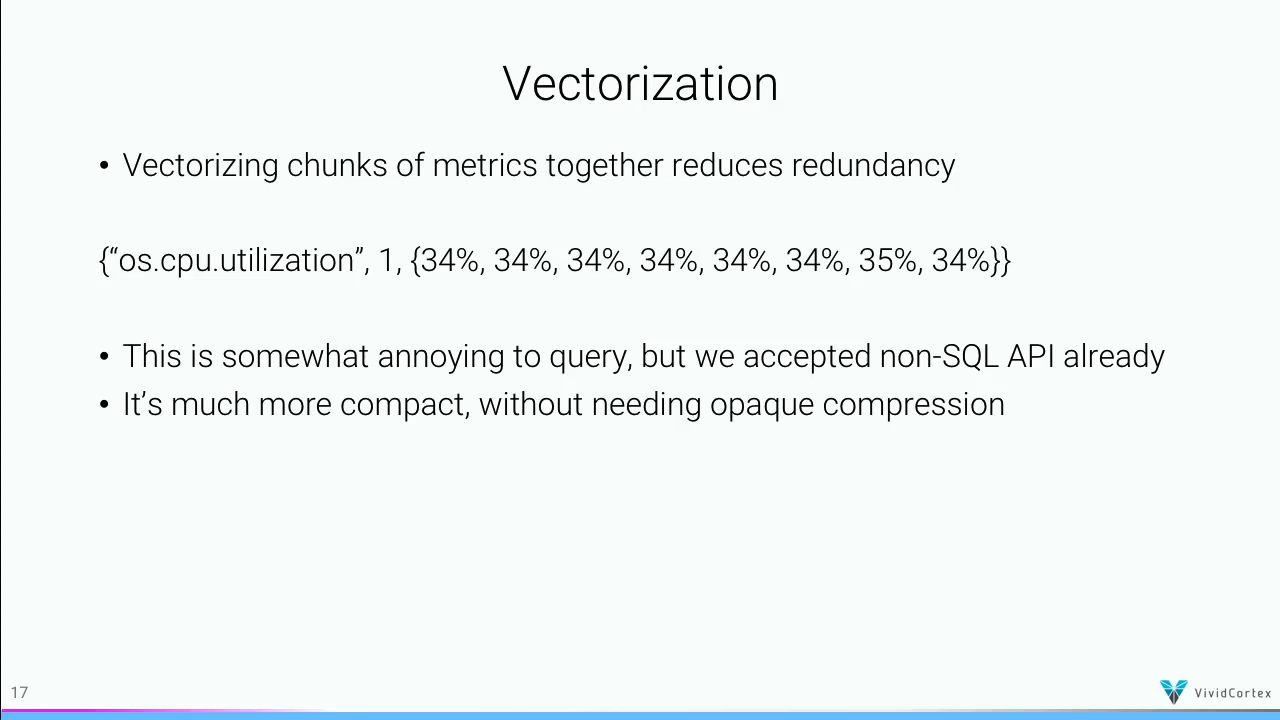 Vectorization
• Vectorizing chunks of metrics together reduces redundancy
{“os.cpu.utilization”, 1, {34%, 34%, 34%, 34%, 34%, 34%, 35%, 34%}}
• This is somewhat annoying to query, but we accepted non-SQL API already
• It’s much more compact, without needing opaque compression
17
VividCortex